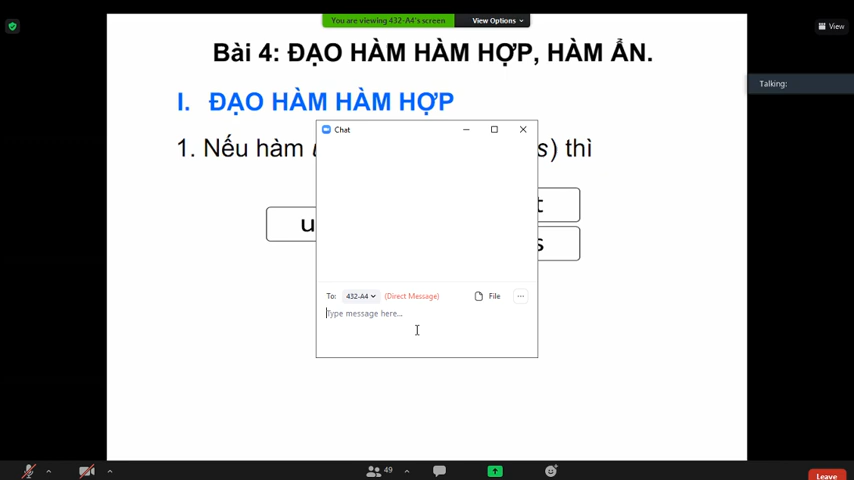 You are viewing 432-A4's screen
View Options
View
Bài 4: ĐẠO HÀM HÀM HỢP, HÀM ẨN.
Talking:
I. ĐẠO HÀM HÀM HỢP
Chat
1. Nếu hàm
s) thì
t
u
s
To: 432-A4 (Direct Message) File
Type message here...
49
Leave